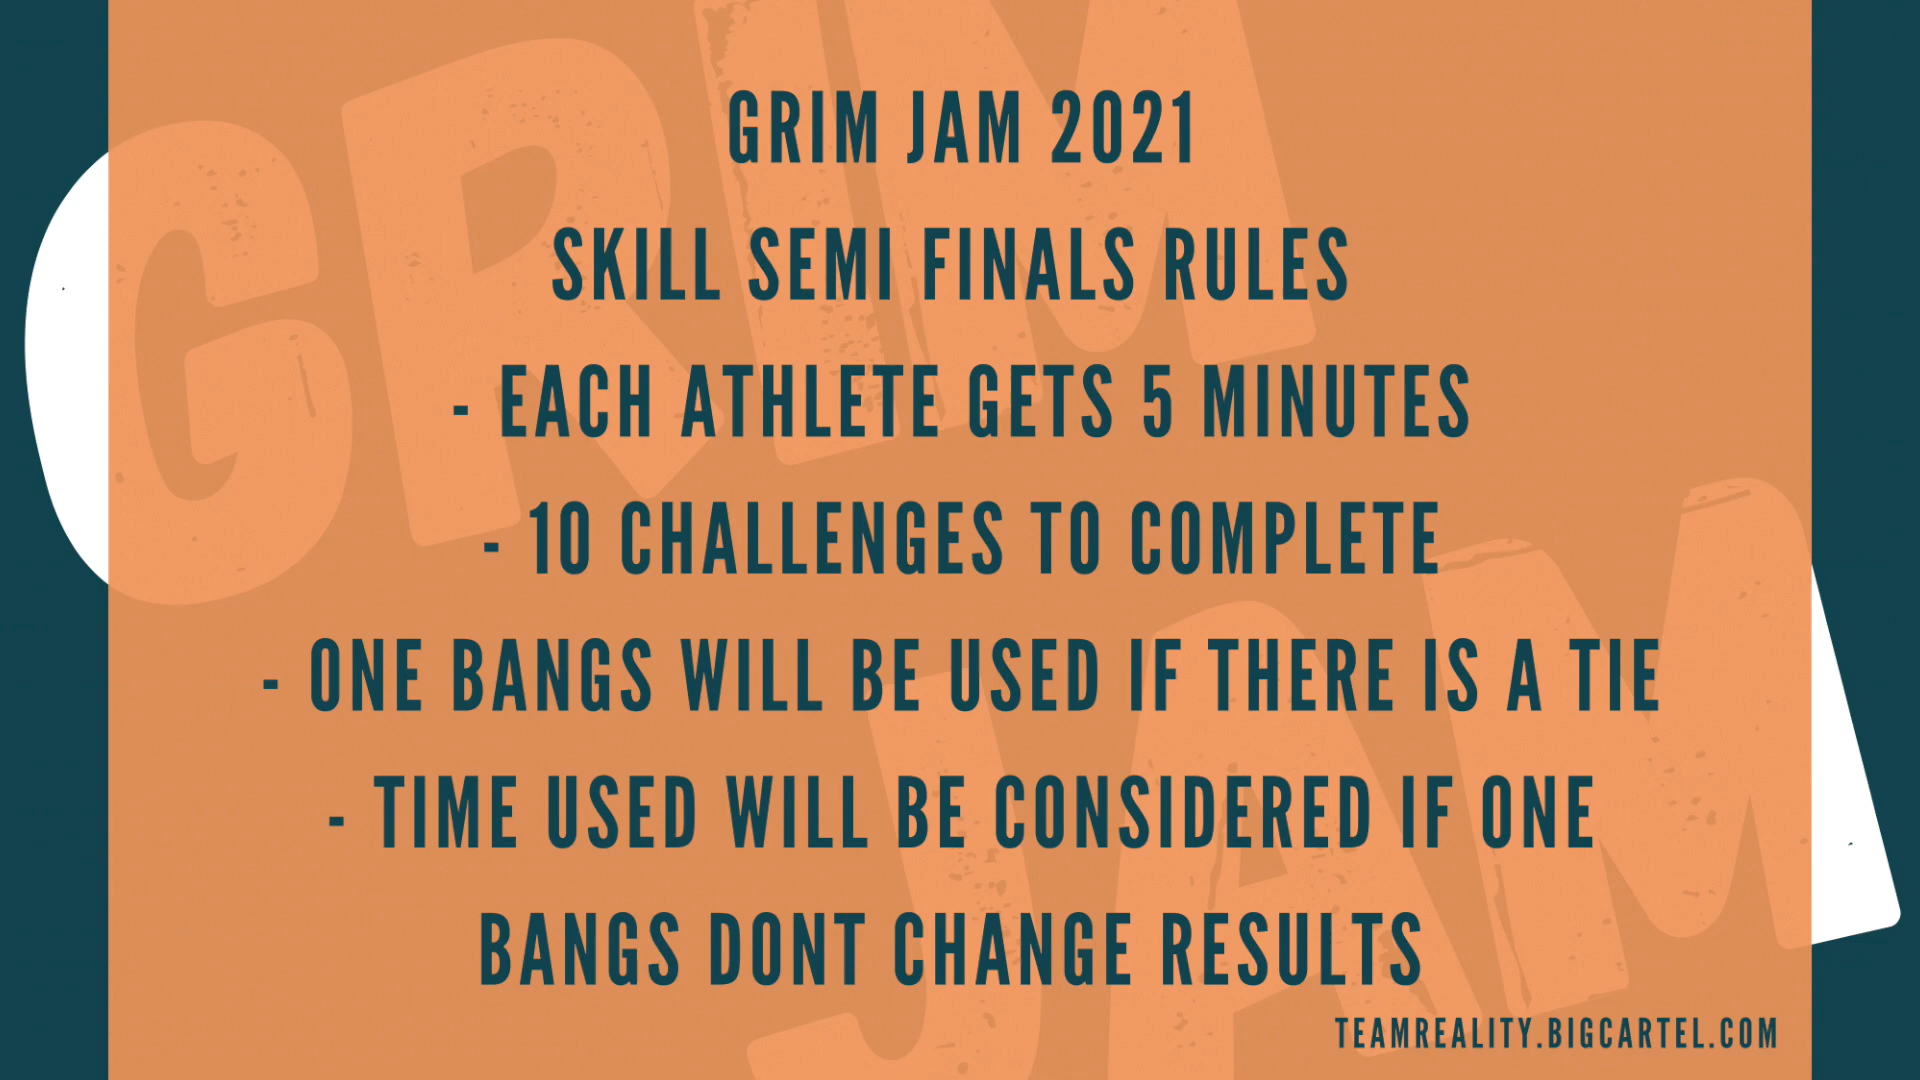 GRIM JAM
GRIM JAM 2021
SKILL SEMI FINALS RULES
- EACH ATHLETE GETS 5 MINUTES
- 10 CHALLENGES TO COMPLETE
- ONE BANGS WILL BE USED IF THERE IS A TIE
- TIME USED WILL BE CONSIDERED IF ONE
BANGS DONT CHANGE RESULTS
TEAMREALITY.BIGCARTEL.COM